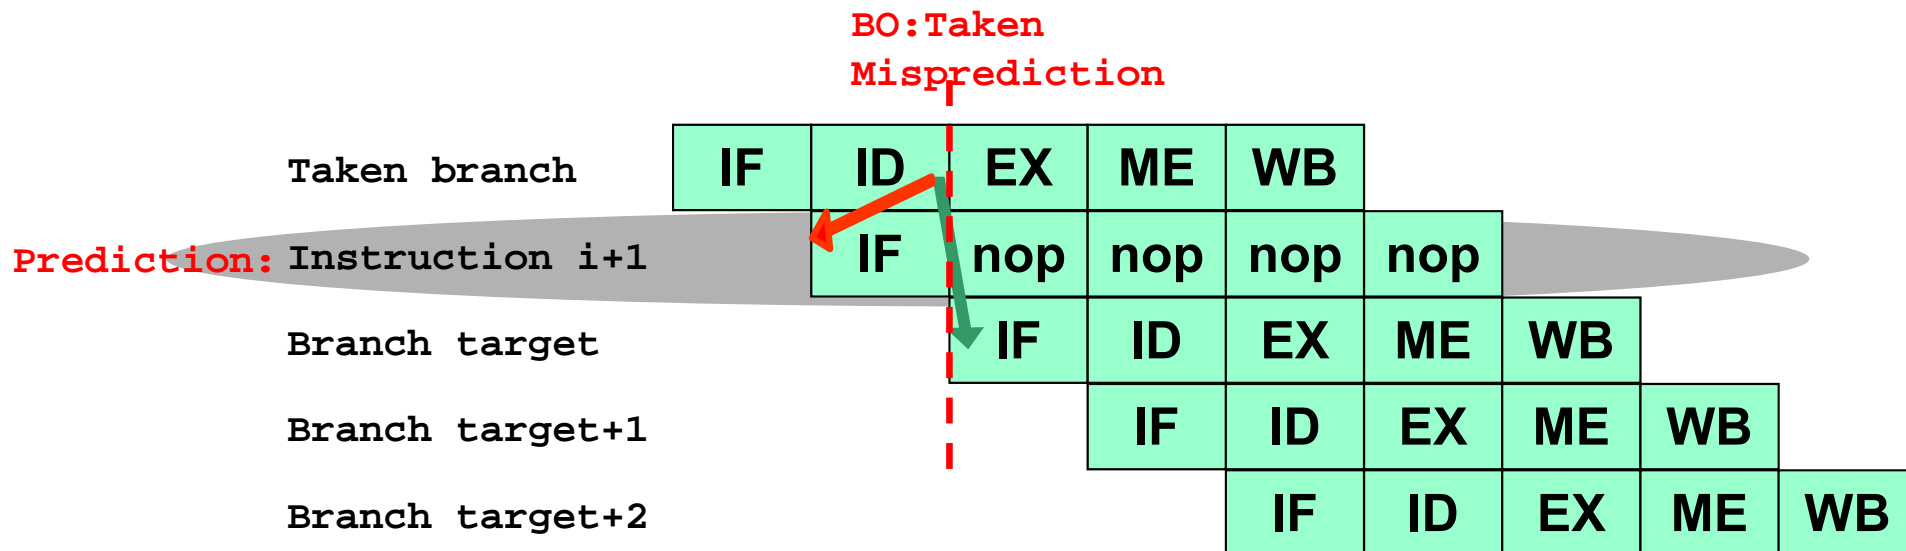 BO:Taken
Misprediction
Taken branch IF ID EX ME WB
Prediction: Instruction i+1 IF nop nop nop nop
Branch target IF ID EX ME WB
Branch target+1 IF ID EX ME WB
Branch target+2 IF ID EX ME WB